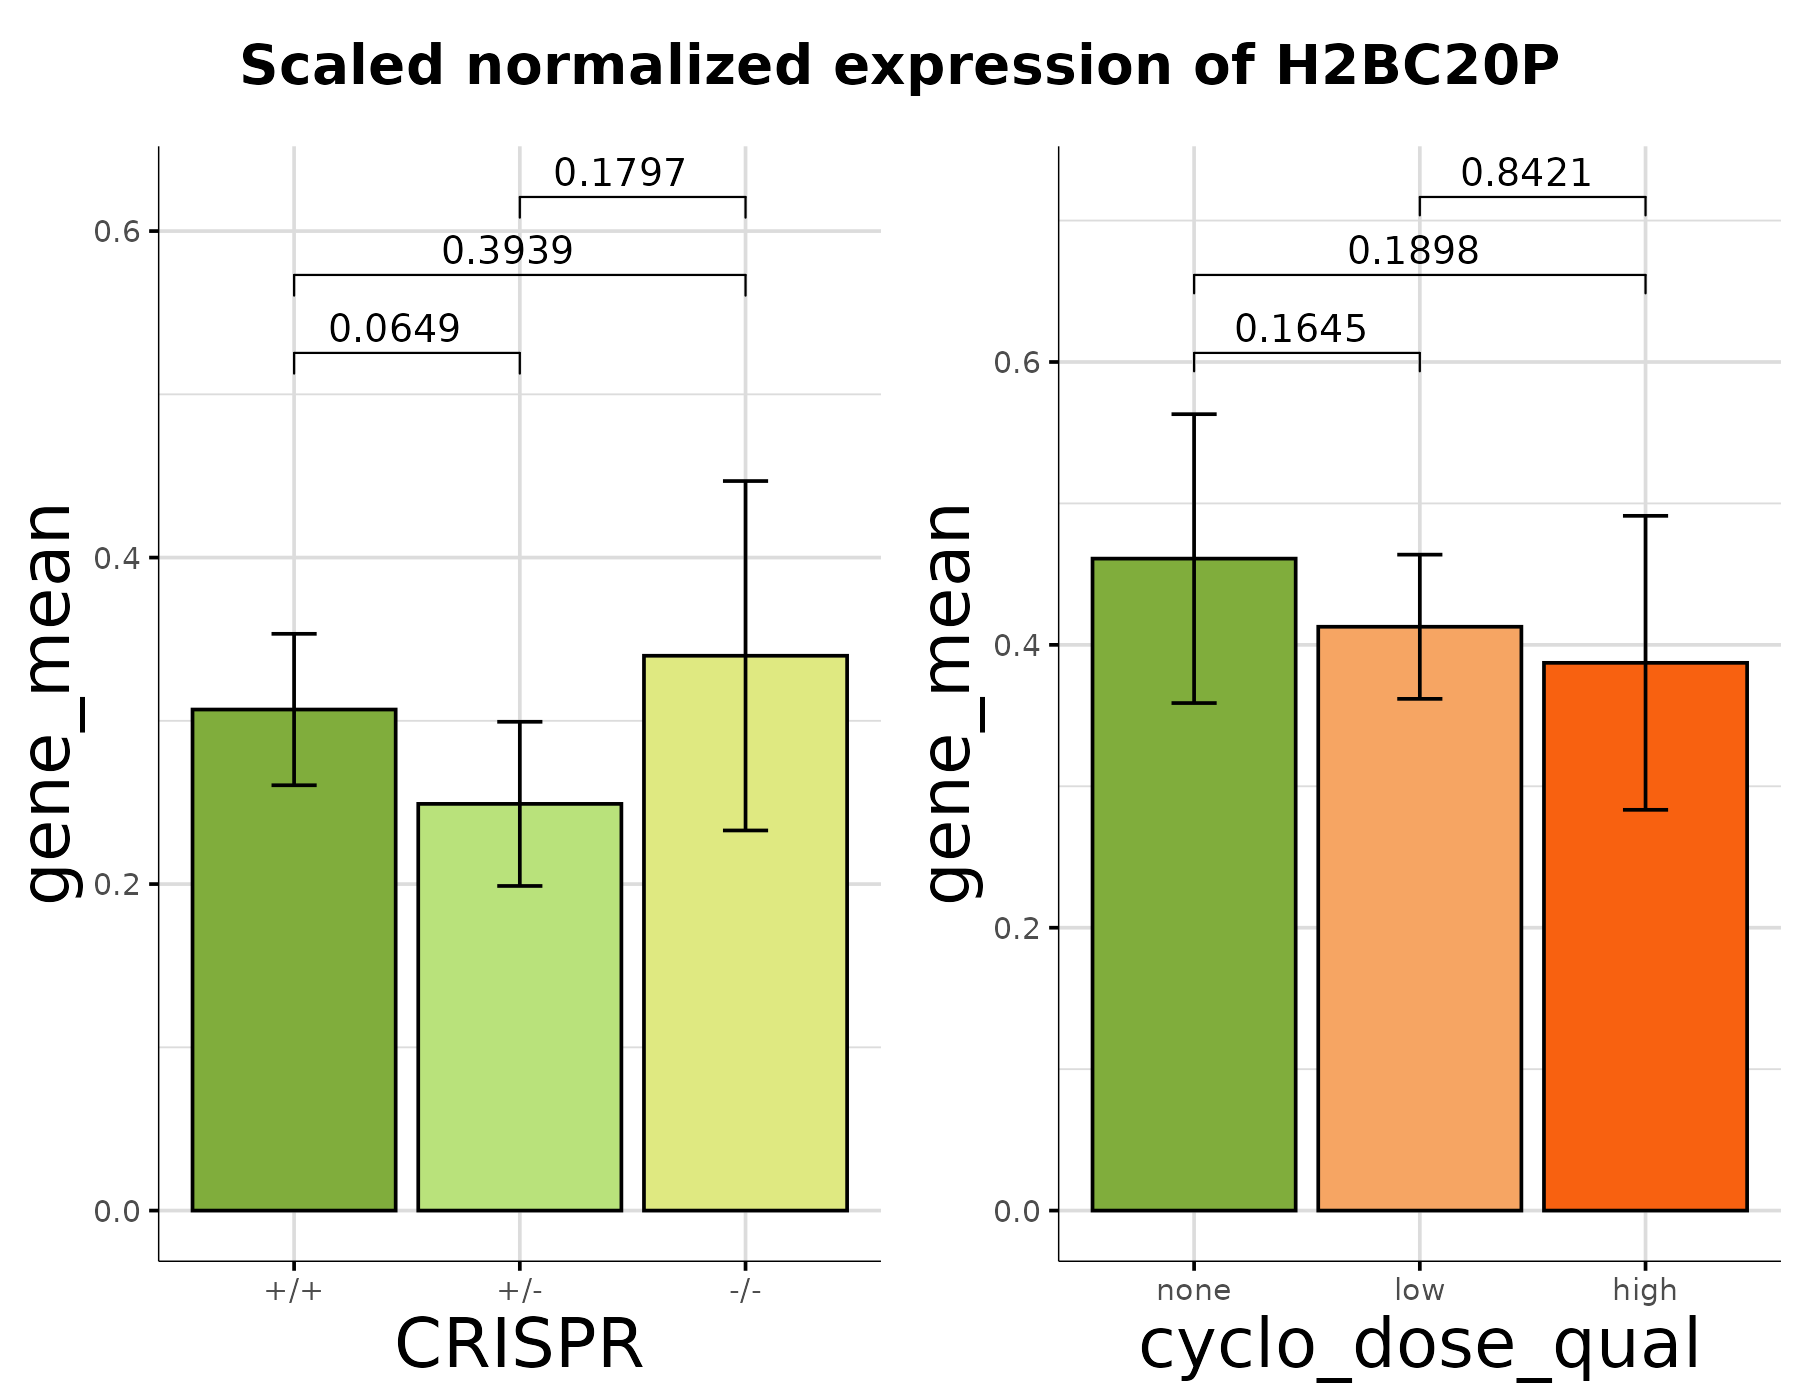 Scaled normalized expression of H2BC20P
gene_mean
0.6
0.4
0.2
0.0
0.1797
0.3939
0.0649
+/+
+/-
-/-
CRISPR
gene_mean
0.6
0.4
0.2
0.0
0.8421
0.1898
0.1645
none
low
high
cyclo_dose_qual